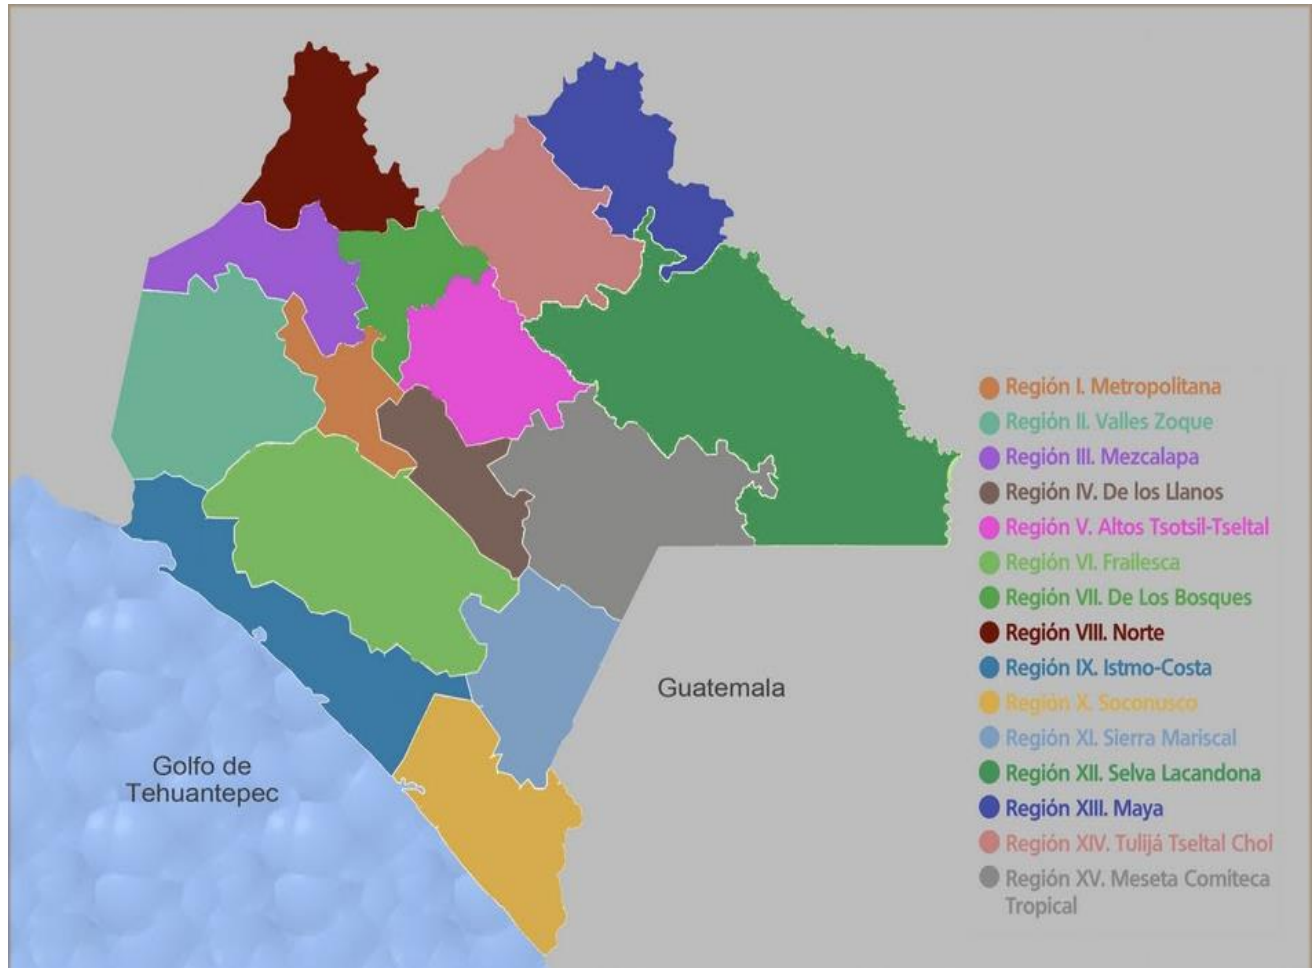 Región I. Metropolitana
Región II. Valles Zoque
Región III. Mezcalapa
Región IV. De los Llanos
Región V. Altos Tsotsil-Tseltal
Región VI. Frailesca
Región VII. De Los Bosques
Región VIII. Norte
Región IX. Istmo-Costa
Región X. Soconusco
Región XI. Sierra Mariscal
Región XII. Selva Lacandona
Región XIII. Maya
Región XIV. Tulijá Tseltal Chol
Región XV. Meseta Comiteca
Tropical
Guatemala
Golfo de
Tehuantepec